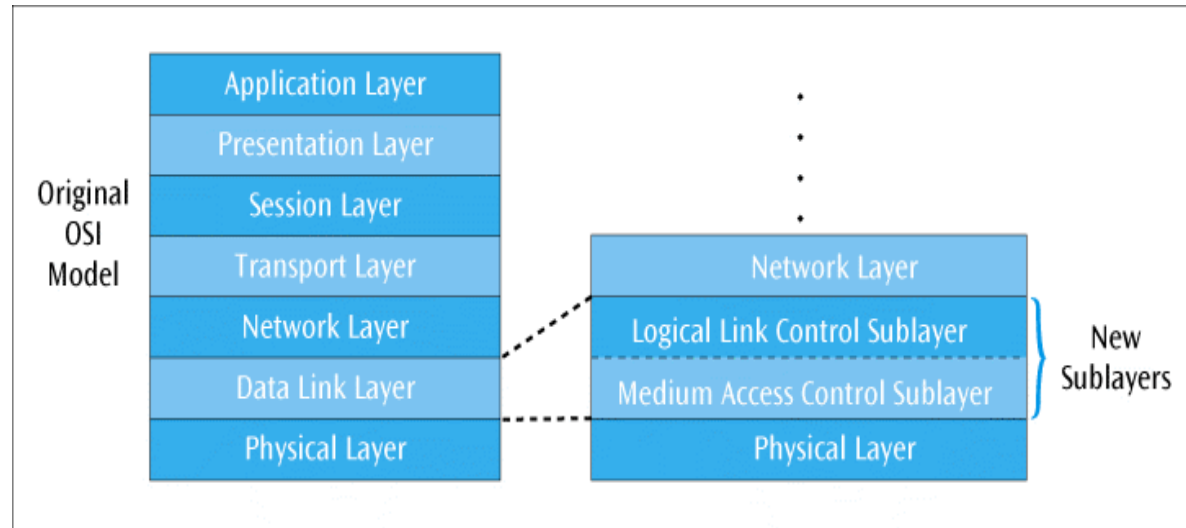 Application Layer
Presentation Layer
Session Layer
Transport Layer
Network Layer
Data Link Layer
Physical Layer
Original
OSI
Model
Network Layer
Logical Link Control Sublayer
Medium Access Control Sublayer
Physical Layer
New
Sublayers